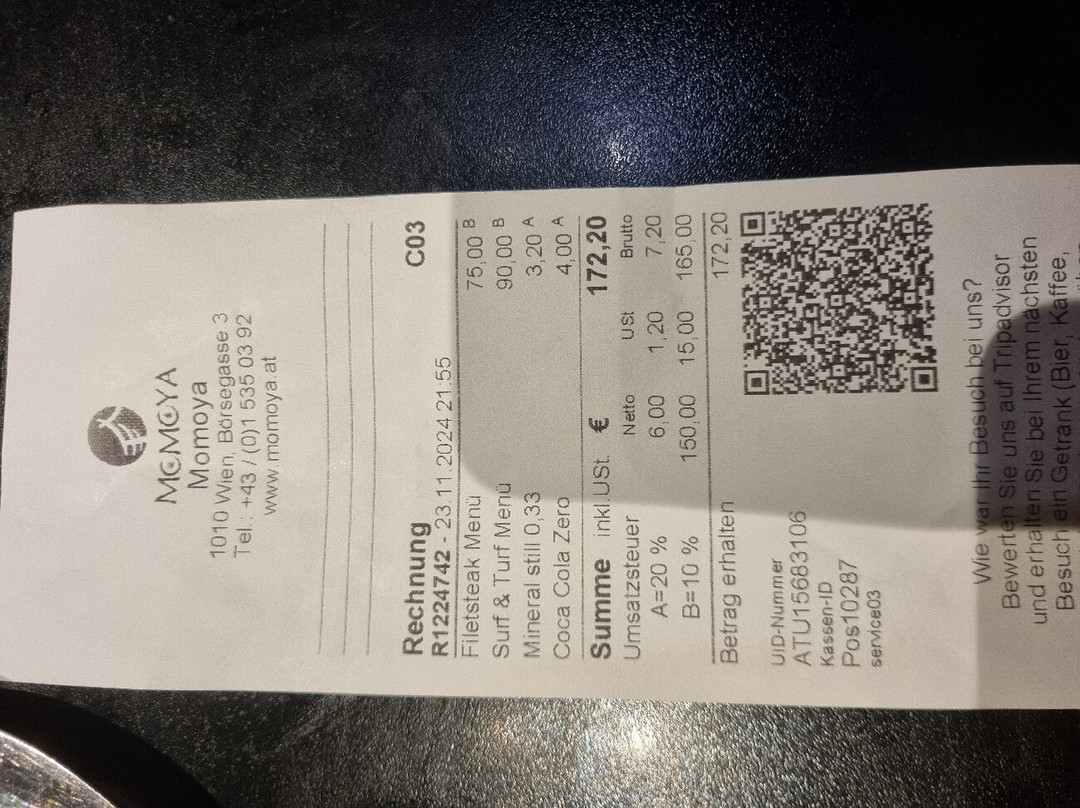 MOMOYA
Momoya
1010 Wien, Börsegasse 3
Tel.: +43 / (0)1 535 03 92
www.momoya.at
Rechnung C03
R1224742 - 23.11.2024 21:55
Filetsteak Menü 75,00 B
Surf & Turf Menü 90,00 B
Mineral still 0,33 3,20 A
Coca Cola Zero 4,00 A
Summe inkl.USt. € 172,20
Umsatzsteuer Netto USt Brutto
A=20 % 6,00 1,20 7,20
B=10 % 150,00 15,00 165,00
Betrag erhalten 172,20
UID-Nummer
ATU15683106
Kassen-ID
Pos10287
service03
Wie war Ihr Besuch bei uns?
Bewerten Sie uns auf Tripadvisor
und erhalten Sie bei Ihrem nächsten
Besuch ein Getränk (Bier, Kaffee,